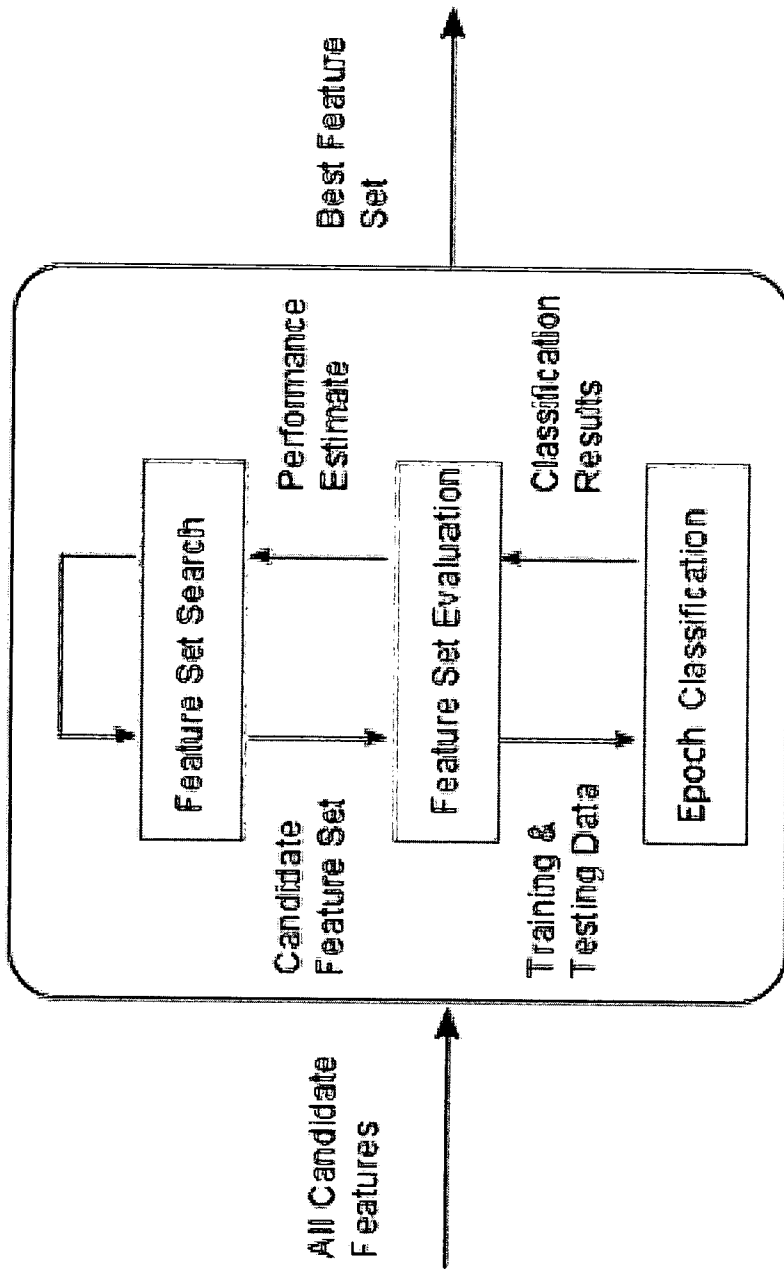 All Candidate
Features
Feature Set Search
Candidate
Feature Set
Performance
Estimate
Feature Set Evaluation
Training &
Testing Data
Classification
Results
Epoch Classification
Best Feature
Set